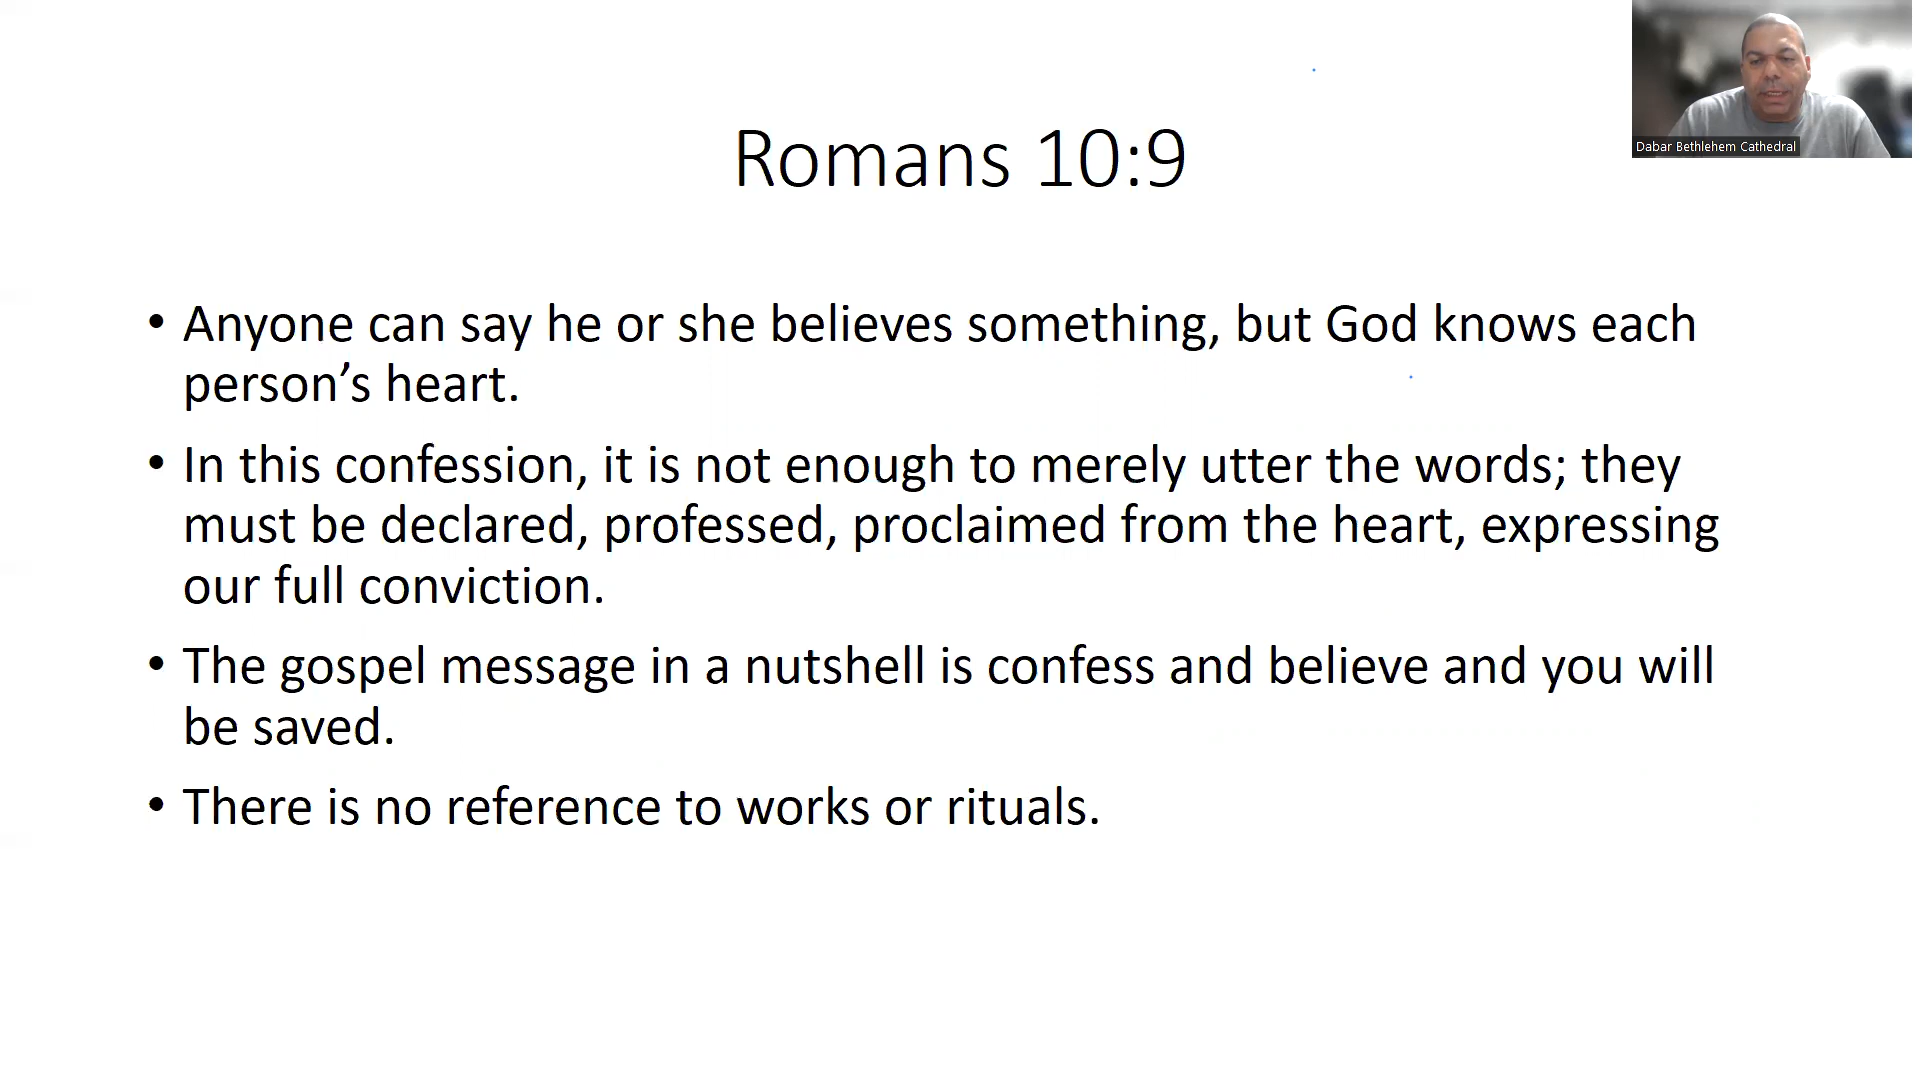 Romans 10:9
Dabar Bethlehem Cathedral
• Anyone can say he or she believes something, but God knows each
person’s heart.
• In this confession, it is not enough to merely utter the words; they
must be declared, professed, proclaimed from the heart, expressing
our full conviction.
• The gospel message in a nutshell is confess and believe and you will
be saved.
• There is no reference to works or rituals.